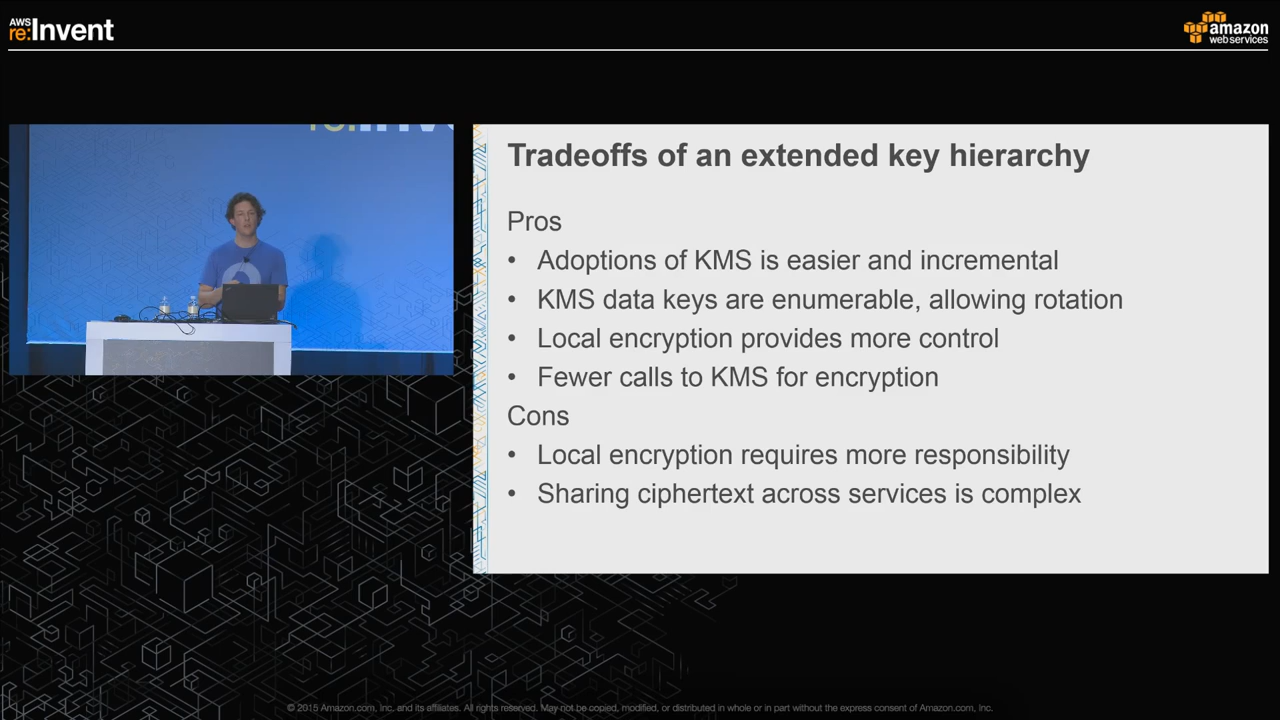 AWS
re:Invent
amazon
web services
Tradeoffs of an extended key hierarchy
Pros
• Adoptions of KMS is easier and incremental
• KMS data keys are enumerable, allowing rotation
• Local encryption provides more control
• Fewer calls to KMS for encryption
Cons
• Local encryption requires more responsibility
• Sharing ciphertext across services is complex
© 2015 Amazon.com, Inc. and its affiliates. All rights reserved. May not be copied, modified, or distributed in whole or in part without the express consent of Amazon.com, Inc.